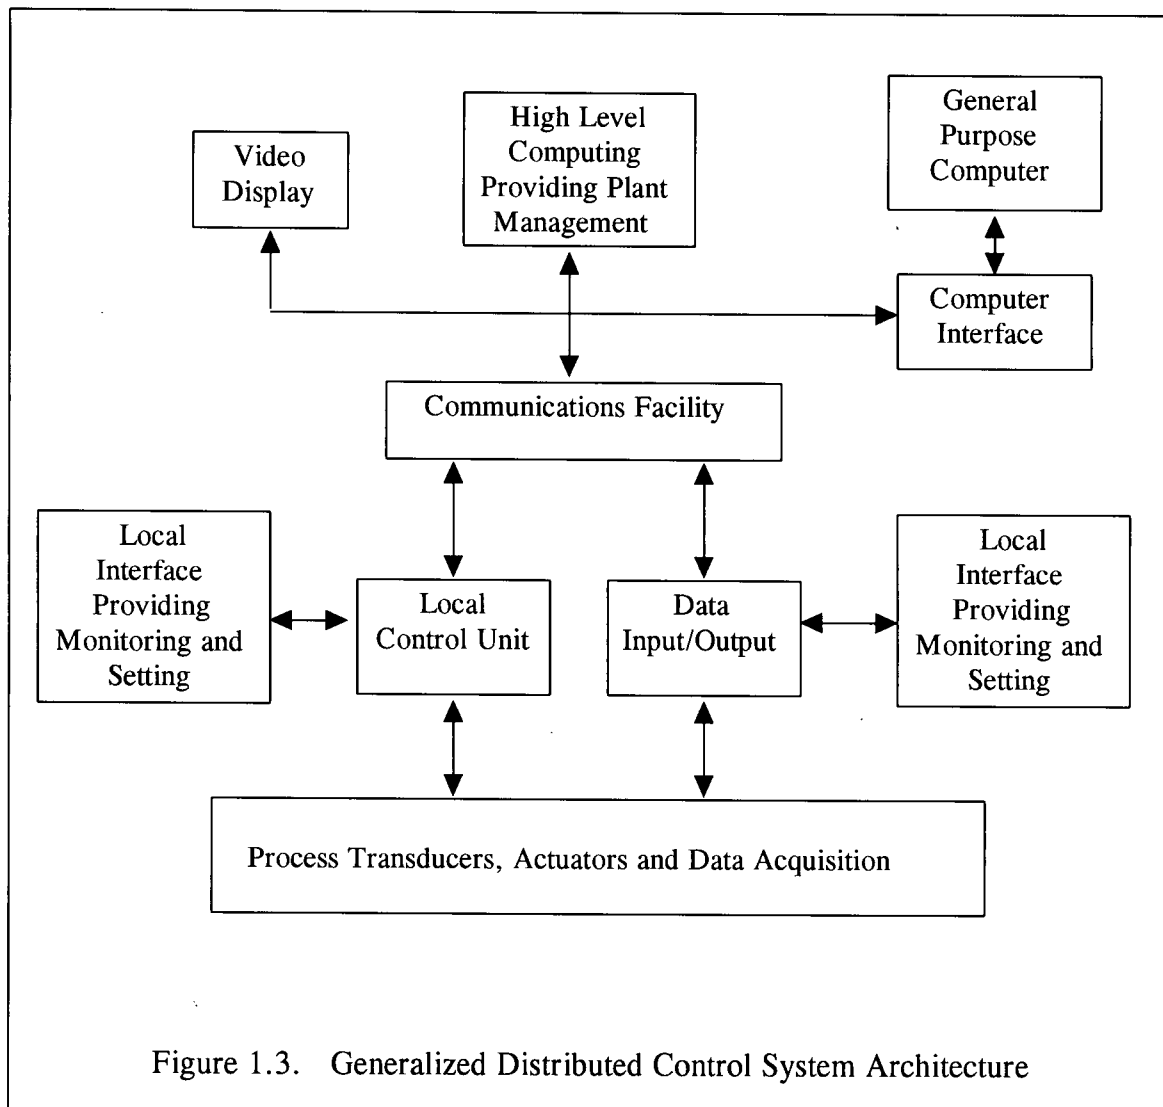 Video
Display
High Level
Computing
Providing Plant
Management
General
Purpose
Computer
Computer
Interface
Communications Facility
Local
Interface
Providing
Monitoring and
Setting
Local
Control Unit
Data
Input/Output
Local
Interface
Providing
Monitoring and
Setting
Process Transducers, Actuators and Data Acquisition
Figure 1.3. Generalized Distributed Control System Architecture